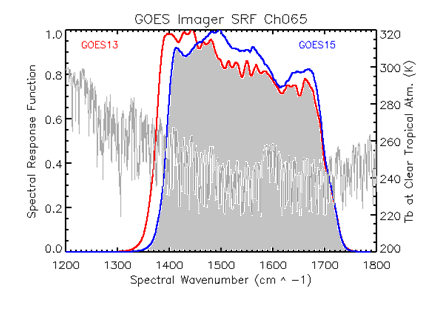 GOES Imager SRF Ch065
GOES13
GOES15
1.0
0.8
0.6
0.4
0.2
0.0
Spectral Response Function
320
300
280
260
240
220
200
Tb at Clear Tropical Atm. (K)
1200 1300 1400 1500 1600 1700 1800
Spectral Wavenumber (cm ^ -1)